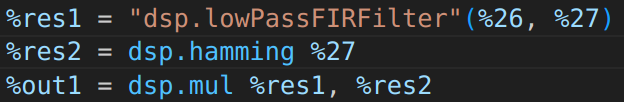 %res1 = "dsp.lowPassFIRFilter"(%26, %27)
%res2 = dsp.hamming %27
%out1 = dsp.mul %res1, %res2